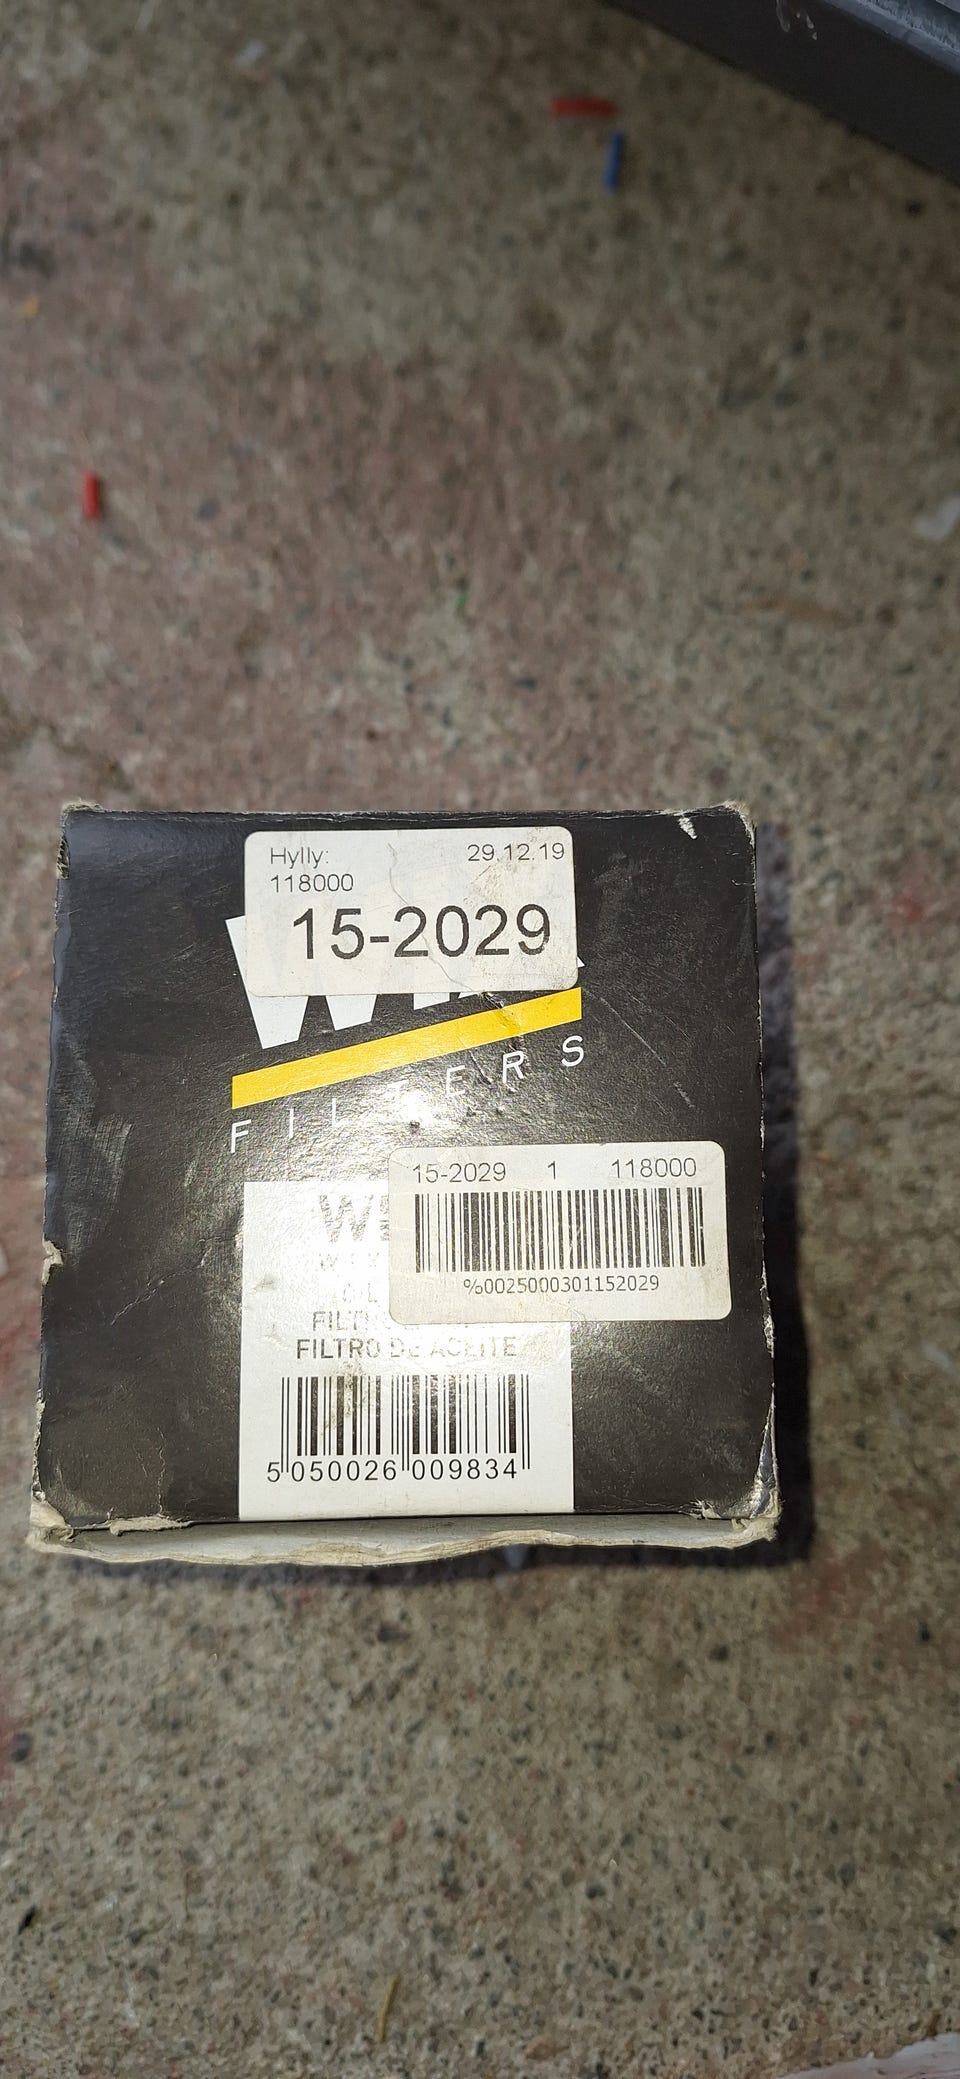 Hylly: 29.12.19
118000
15-2029
FILTERS
15-2029 1 118000
%0025000301152029
FILTRO DE ACEITE
5 050026 009834